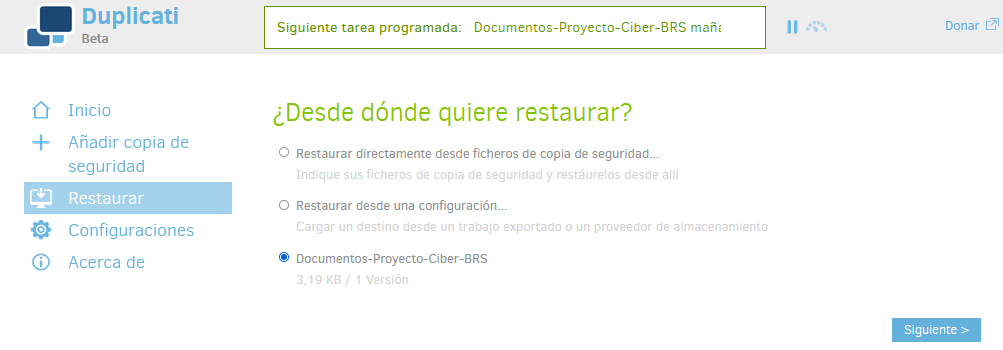 Duplicati
Beta
Siguiente tarea programada: Documentos-Proyecto-Ciber-BRS maña
Donar
Inicio
Añadir copia de
seguridad
Restaurar
Configuraciones
Acerca de
¿Desde dónde quiere restaurar?
Restaurar directamente desde ficheros de copia de seguridad...
Indique sus ficheros de copia de seguridad y restáurelos desde allí
Restaurar desde una configuración...
Cargar un destino desde un trabajo exportado o un proveedor de almacenamiento
Documentos-Proyecto-Ciber-BRS
3,19 KB / 1 Versión
Siguiente >